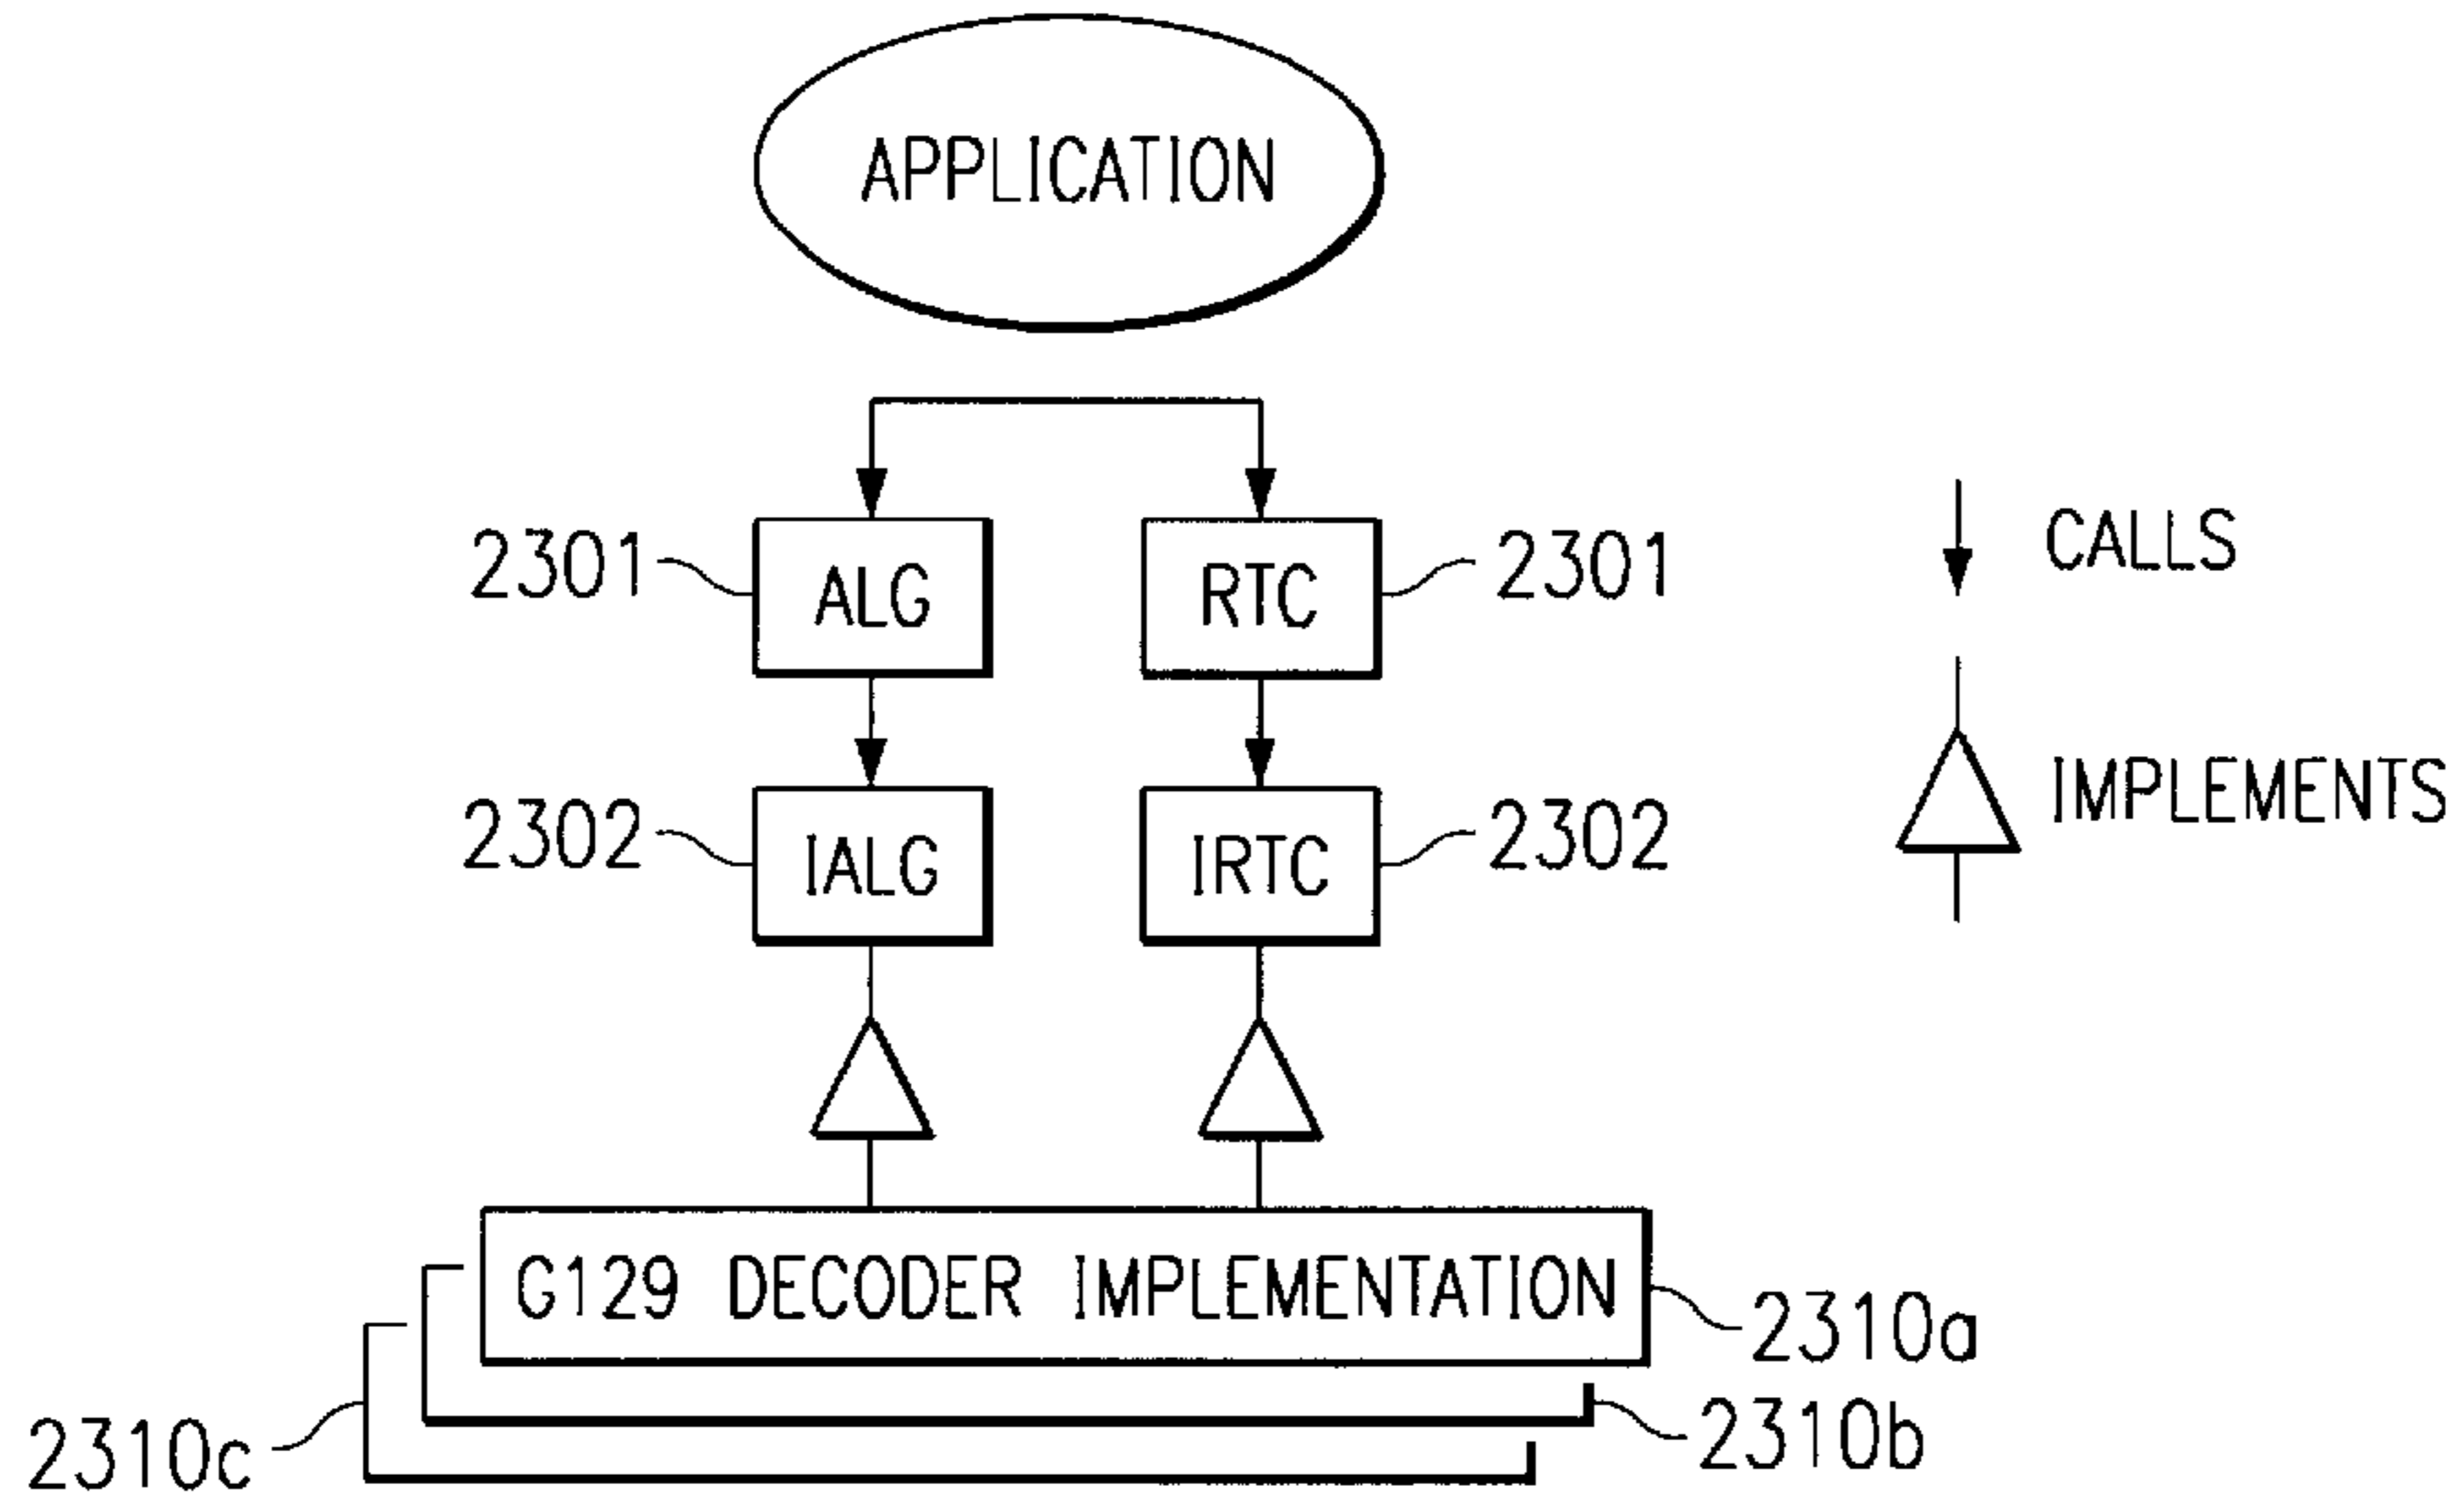 APPLICATION
2301 ALG RTC 2301
CALLS
2302 IALG IRTC 2302
IMPLEMENTS
G129 DECODER IMPLEMENTATION
2310a
2310b
2310c